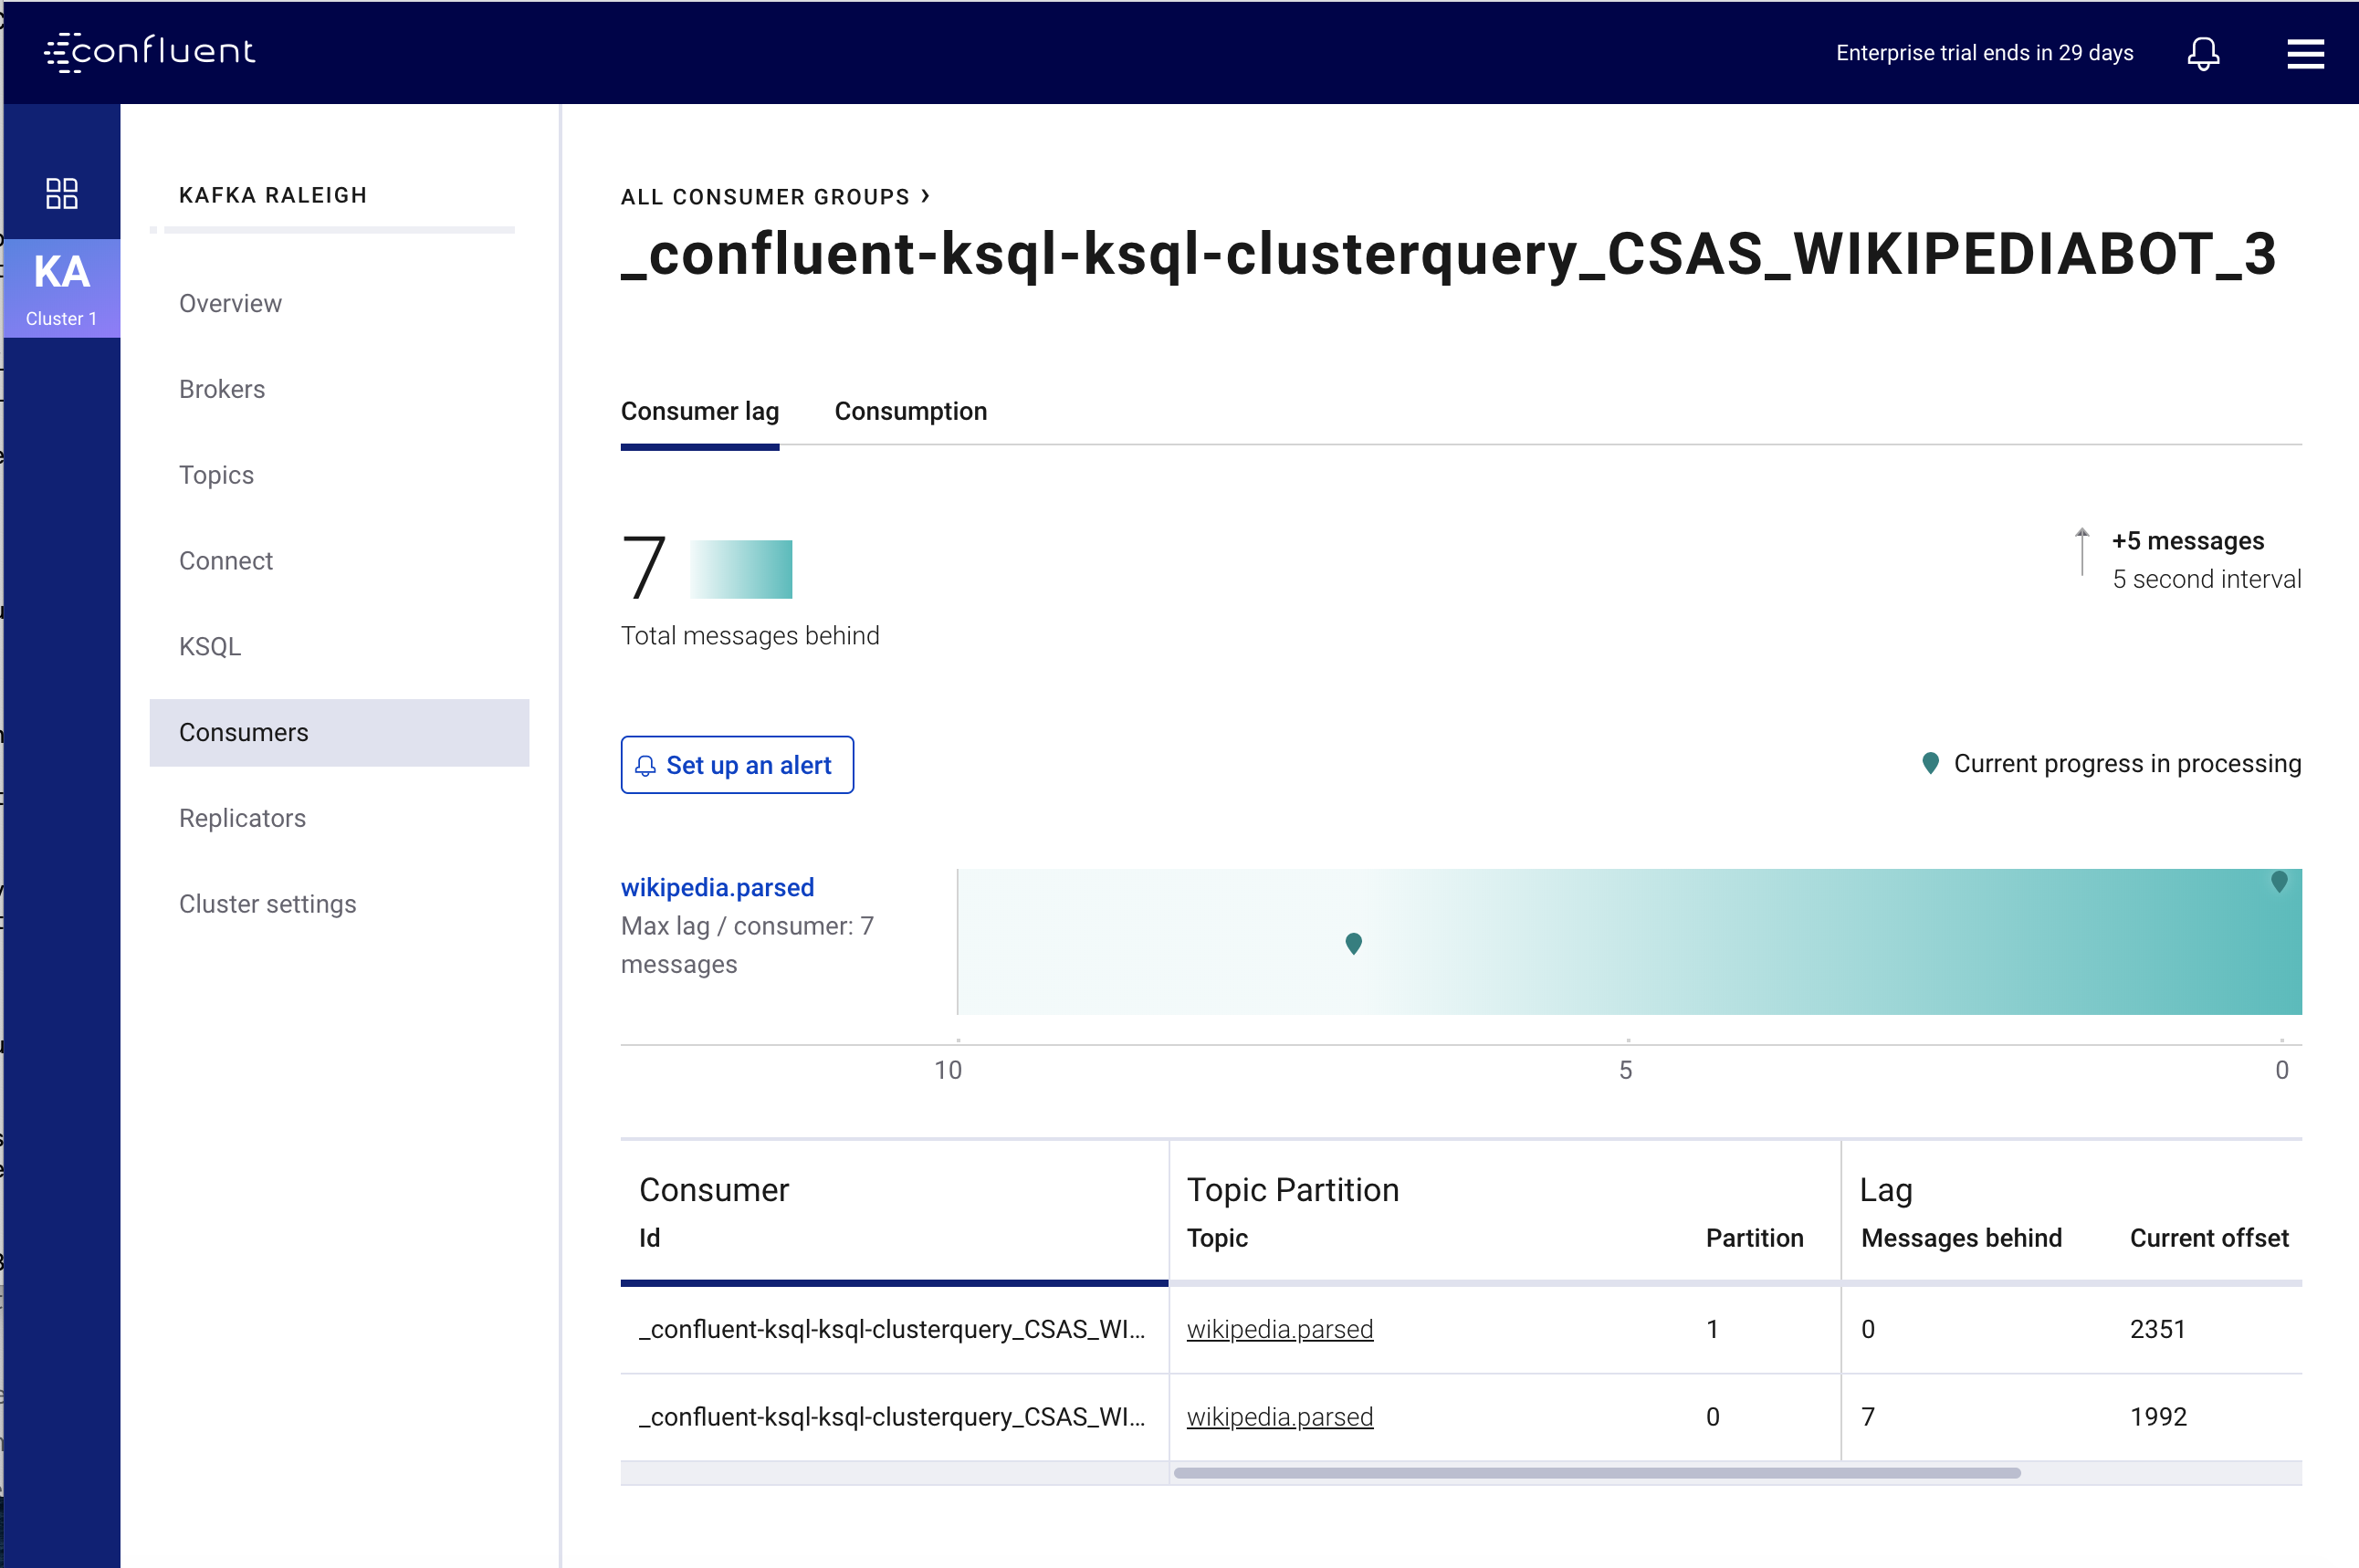 confluent
Enterprise trial ends in 29 days
KA
Cluster 1
KAFKA RALEIGH
Overview
Brokers
Topics
Connect
KSQL
Consumers
Replicators
Cluster settings
ALL CONSUMER GROUPS ›
_confluent-ksql-ksql-clusterquery_CSAS_WIKIPEDIABOT_3
Consumer lag Consumption
7
Total messages behind
+5 messages
5 second interval
Set up an alert
Current progress in processing
wikipedia.parsed
Max lag / consumer: 7
messages
10 5 0
Consumer Topic Partition Lag
Id Topic Partition Messages behind Current offset
_confluent-ksql-ksql-clusterquery_CSAS_WI... wikipedia.parsed 1 0 2351
_confluent-ksql-ksql-clusterquery_CSAS_WI... wikipedia.parsed 0 7 1992